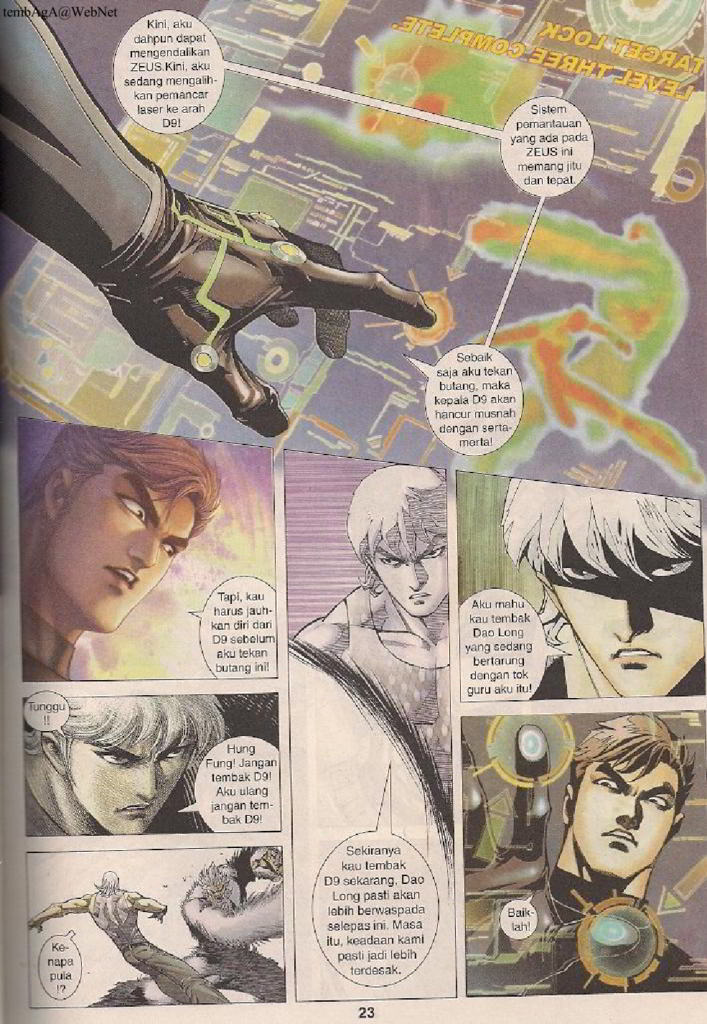 tembAgA@WebNet
Kini, aku
dahpun dapat
mengendalikan
ZEUS.Kini, aku
sedang mengalih-
kan pemancar
laser ke arah
D9!
TARGET LOCK
LEVEL THREE COMPLETE.
Sistem
pemantauan
yang ada pada
ZEUS ini
memang jitu
dan tepat.
Sebaik
saja aku tekan
butang, maka
kepala D9 akan
hancur musnah
dengan serta-
merta!
Tapi, kau
harus jauh-
kan diri dari
D9 sebelum
aku tekan
butang ini!
Aku mahu
kau tembak
Dao Long
yang sedang
bertarung
dengan tok
guru aku itu!
Tunggu
!!
Hung
Fung! Jangan
tembak D9!
Aku ulang
jangan tem-
bak D9!
Sekiranya
kau tembak
D9 sekarang, Dao
Long pasti akan
lebih berwaspada
selepas ini. Masa
itu, keadaan kami
pasti jadi lebih
terdesak.
Ke-
napa
pula
!?
Baik-
lah!
23